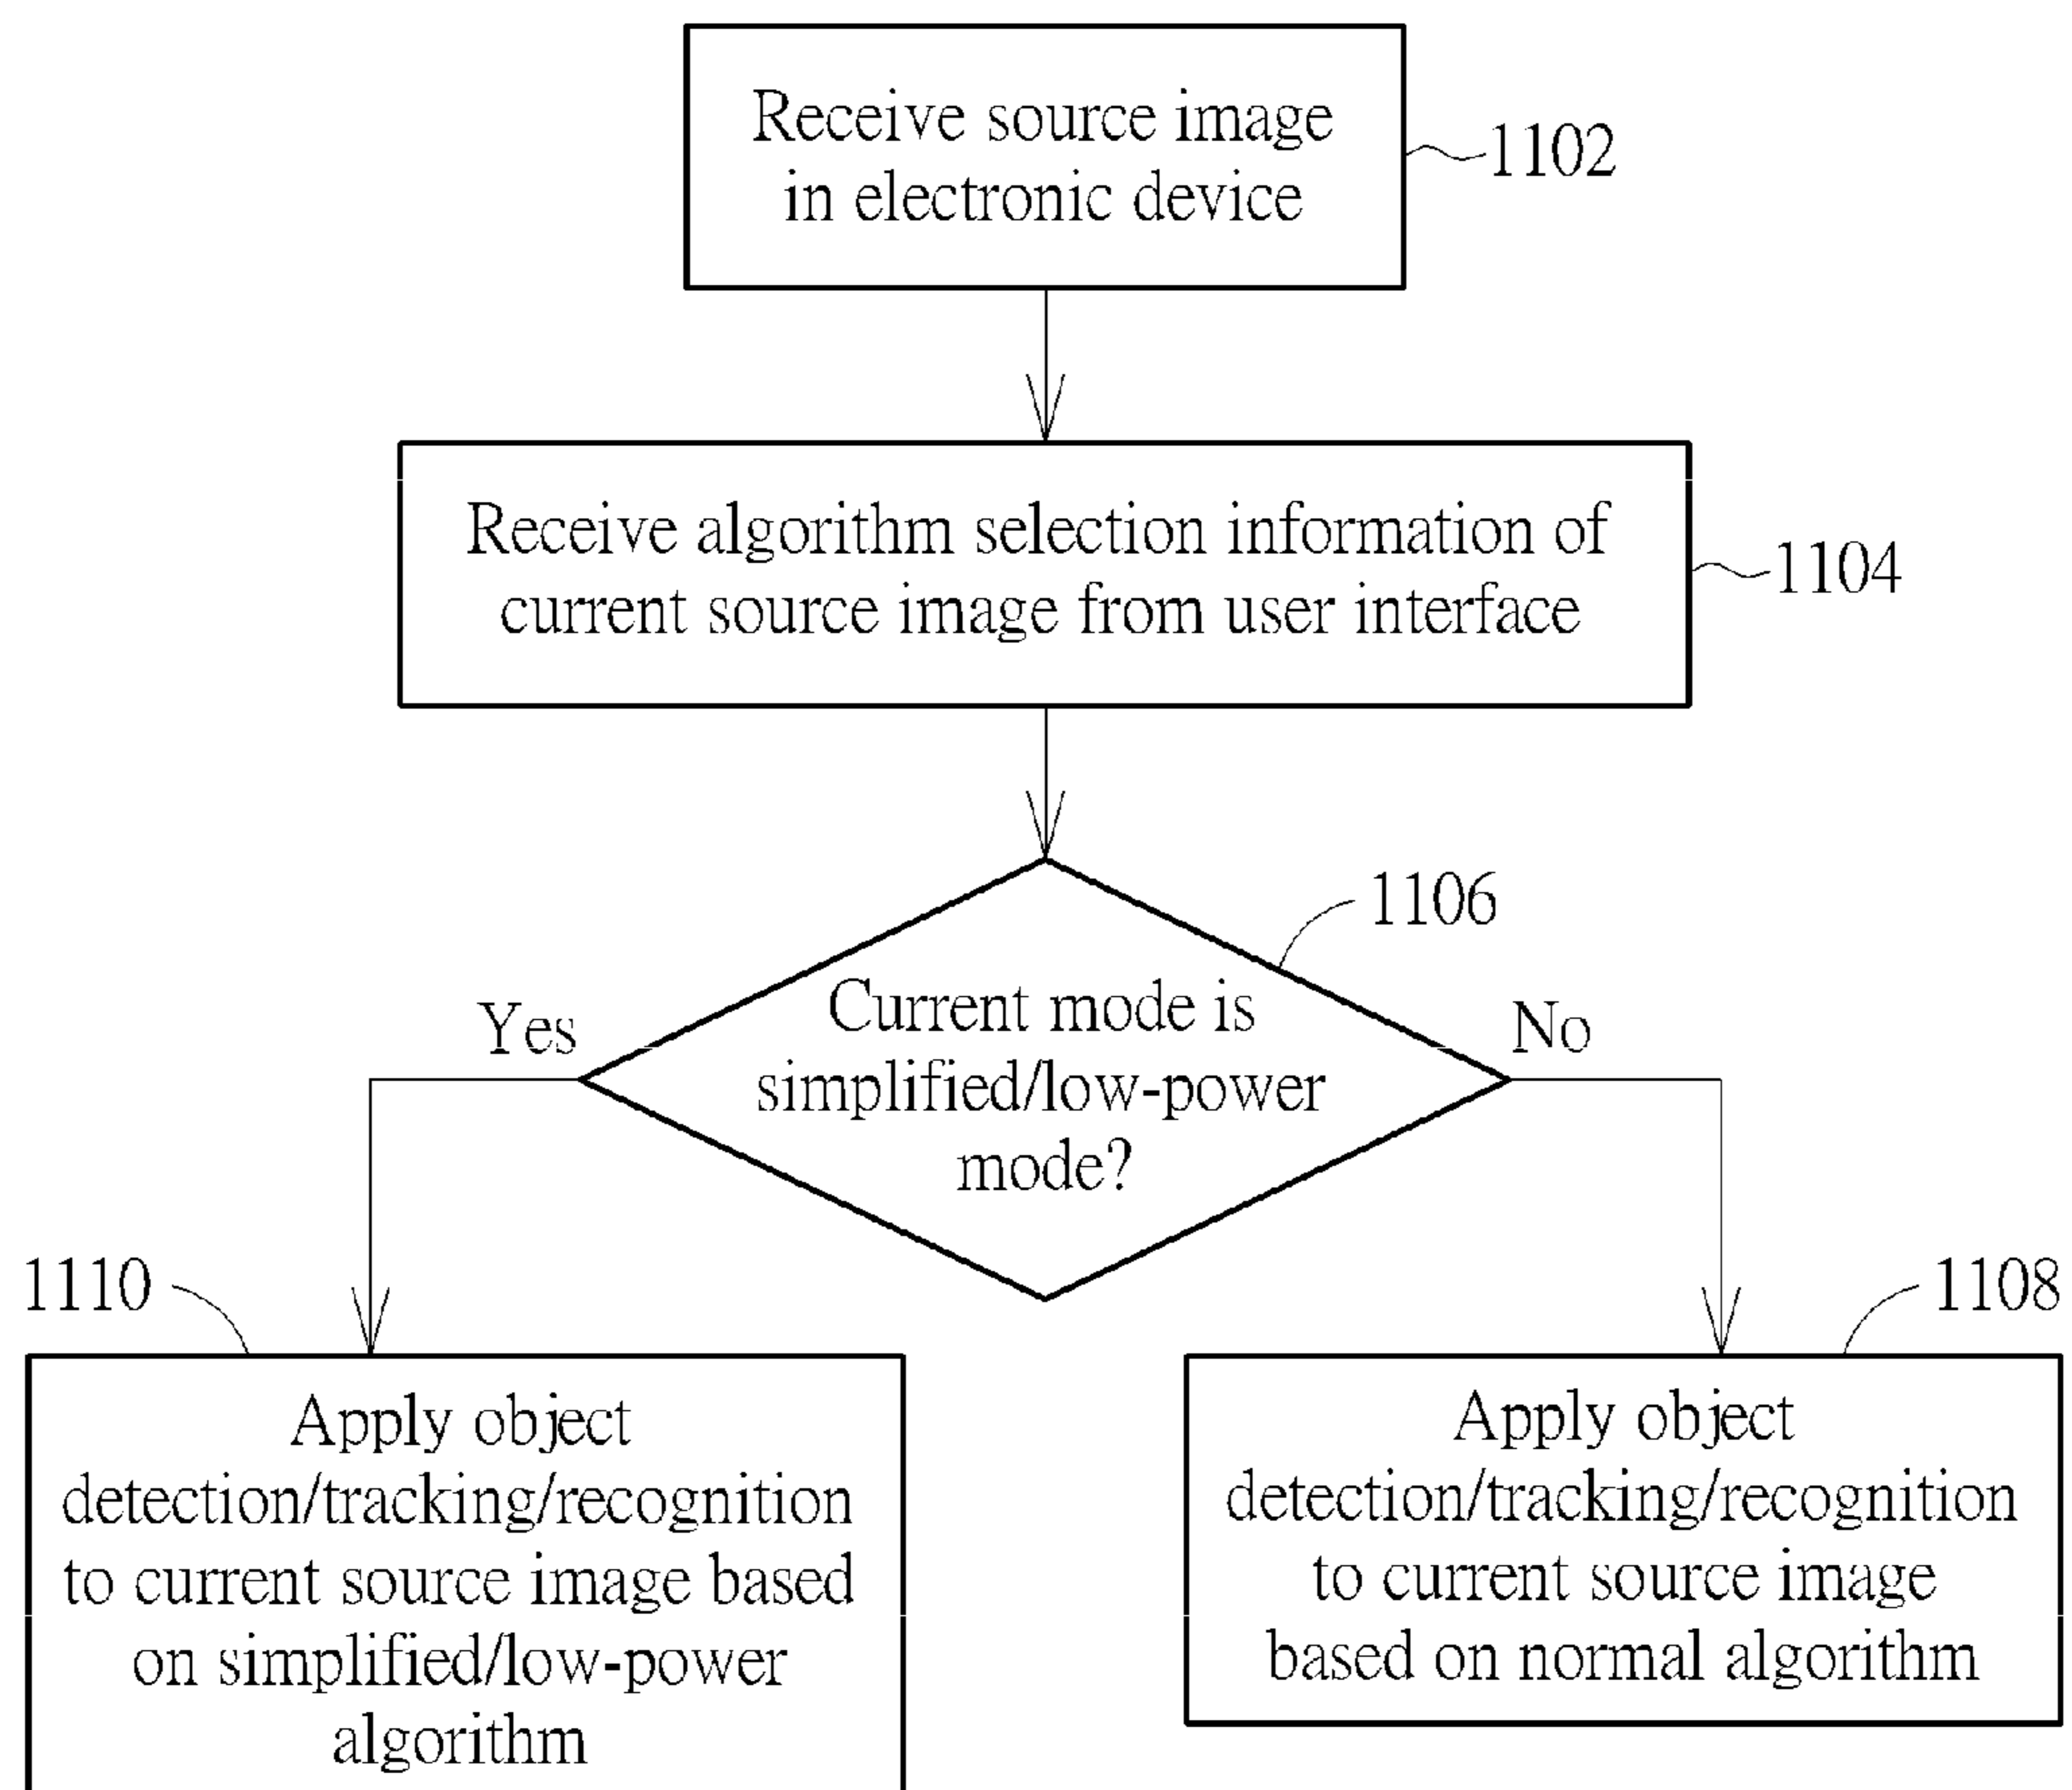 Receive source image
in electronic device
1102
Receive algorithm selection information of
current source image from user interface
1104
1106
Current mode is
simplified/low-power
mode?
Yes
No
1110
Apply object
detection/tracking/recognition
to current source image based
on simplified/low-power
algorithm
1108
Apply object
detection/tracking/recognition
to current source image
based on normal algorithm